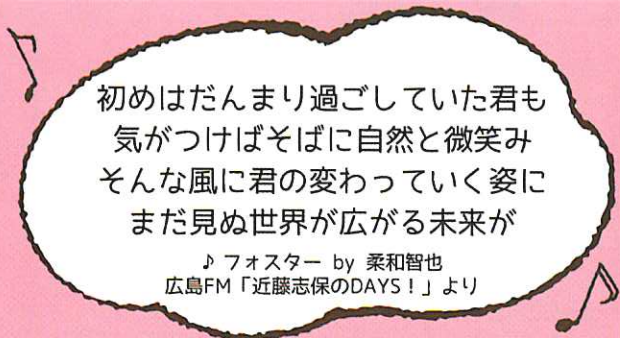 初めはだんまり過ごしていた君も
気がつけばそばに自然と微笑み
そんな風に君の変わっていく姿に
まだ見ぬ世界が広がる未来が
♪ フォスター by 柔和智也
広島FM「近藤志保のDAYS！」より